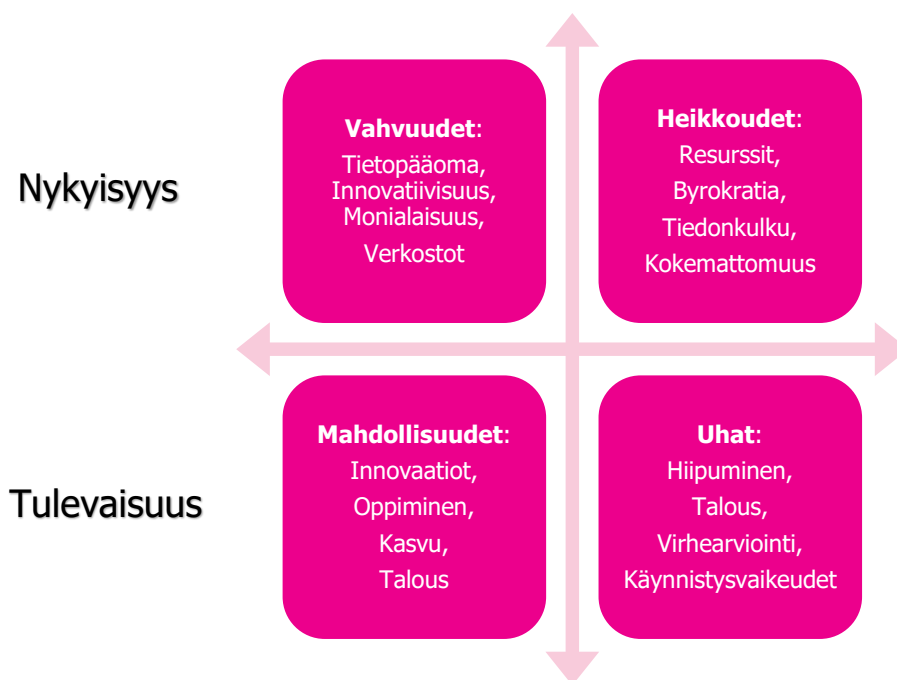 Nykyisyys
Vahvuudet:
Tietopääoma,
Innovatiivisuus,
Monialaisuus,
Verkostot
Heikkoudet:
Resurssit,
Byrokratia,
Tiedonkulku,
Kokemattomuus
Tulevaisuus
Mahdollisuudet:
Innovaatiot,
Oppiminen,
Kasvu,
Talous
Uhat:
Hiipuminen,
Talous,
Virhearviointi,
Käynnistysvaikeudet